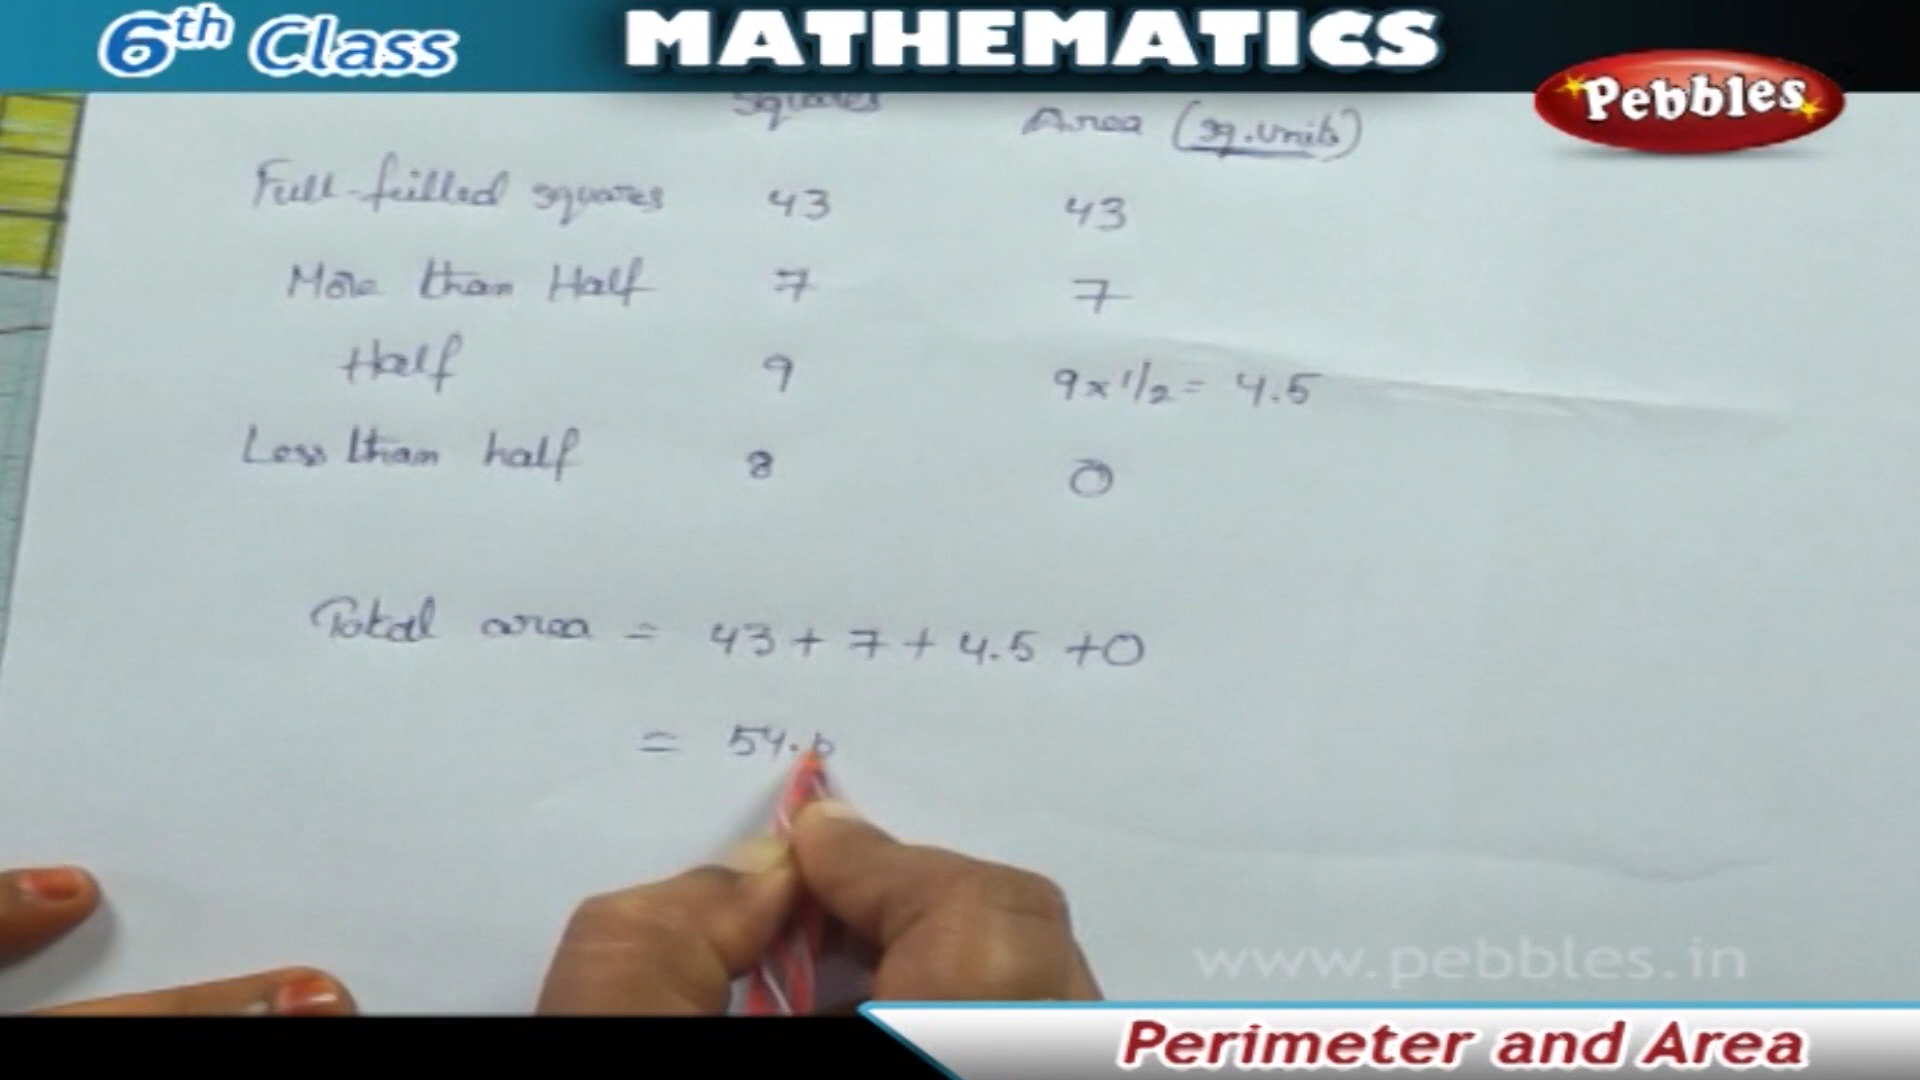 6th Class MATHEMATICS
Pebbles
Squares Area (sq.units)
Full-feilled squares 43 43
More than Half 7 7
Half 9 9 x 1/2 = 4.5
Less than half 8 0
Total area = 43 + 7 + 4.5 + 0
= 54.5
www.pebbles.in
Perimeter and Area